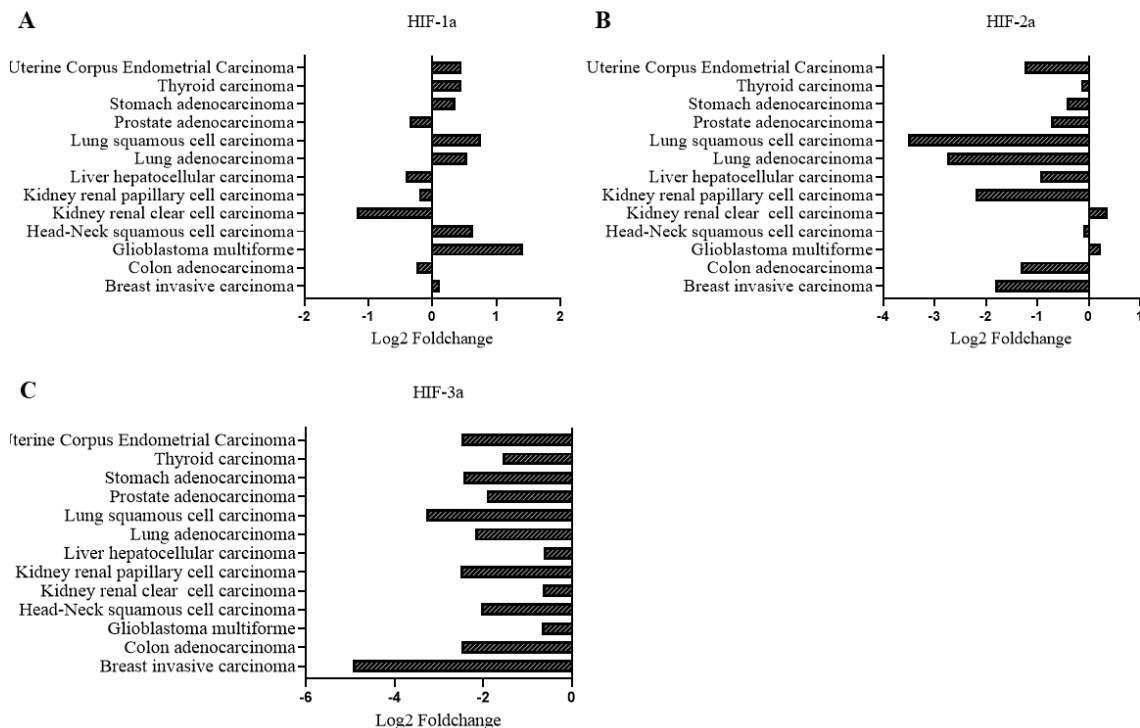 A
HIF-1a
Uterine Corpus Endometrial Carcinoma
Thyroid carcinoma
Stomach adenocarcinoma
Prostate adenocarcinoma
Lung squamous cell carcinoma
Lung adenocarcinoma
Liver hepatocellular carcinoma
Kidney renal papillary cell carcinoma
Kidney renal clear cell carcinoma
Head-Neck squamous cell carcinoma
Glioblastoma multiforme
Colon adenocarcinoma
Breast invasive carcinoma
-2 -1 0 1 2
Log2 Foldchange
B
HIF-2a
Uterine Corpus Endometrial Carcinoma
Thyroid carcinoma
Stomach adenocarcinoma
Prostate adenocarcinoma
Lung squamous cell carcinoma
Lung adenocarcinoma
Liver hepatocellular carcinoma
Kidney renal papillary cell carcinoma
Kidney renal clear cell carcinoma
Head-Neck squamous cell carcinoma
Glioblastoma multiforme
Colon adenocarcinoma
Breast invasive carcinoma
-4 -3 -2 -1 0 1
Log2 Foldchange
C
HIF-3a
Uterine Corpus Endometrial Carcinoma
Thyroid carcinoma
Stomach adenocarcinoma
Prostate adenocarcinoma
Lung squamous cell carcinoma
Lung adenocarcinoma
Liver hepatocellular carcinoma
Kidney renal papillary cell carcinoma
Kidney renal clear cell carcinoma
Head-Neck squamous cell carcinoma
Glioblastoma multiforme
Colon adenocarcinoma
Breast invasive carcinoma
-6 -4 -2 0
Log2 Foldchange